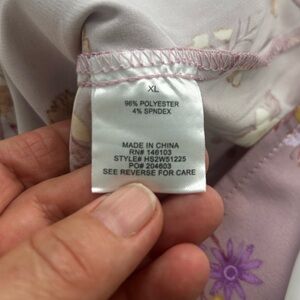 XL
96% POLYESTER
4% SPNDEX
MADE IN CHINA
RN# 146103
STYLE# HS2W51225
PO# 204603
SEE REVERSE FOR CARE